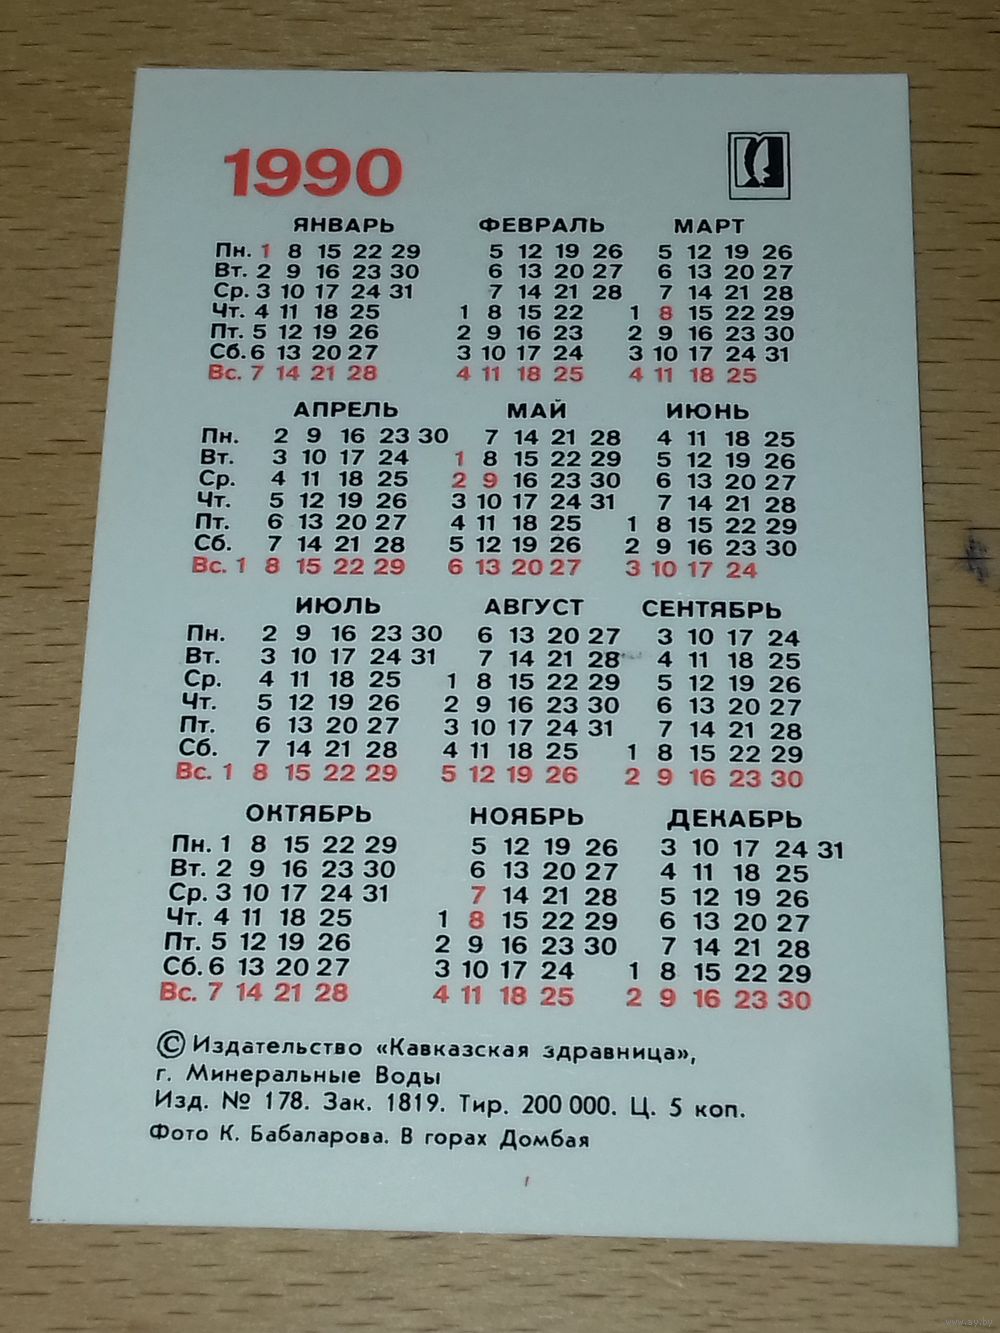 1990
ЯНВАРЬ ФЕВРАЛЬ МАРТ
Пн. 1 8 15 22 29 5 12 19 26 5 12 19 26
Вт. 2 9 16 23 30 6 13 20 27 6 13 20 27
Ср. 3 10 17 24 31 7 14 21 28 7 14 21 28
Чт. 4 11 18 25 1 8 15 22 1 8 15 22 29
Пт. 5 12 19 26 2 9 16 23 2 9 16 23 30
Сб. 6 13 20 27 3 10 17 24 3 10 17 24 31
Вс. 7 14 21 28 4 11 18 25 4 11 18 25
АПРЕЛЬ МАЙ ИЮНЬ
Пн. 2 9 16 23 30 7 14 21 28 4 11 18 25
Вт. 3 10 17 24 1 8 15 22 29 5 12 19 26
Ср. 4 11 18 25 2 9 16 23 30 6 13 20 27
Чт. 5 12 19 26 3 10 17 24 31 7 14 21 28
Пт. 6 13 20 27 4 11 18 25 1 8 15 22 29
Сб. 7 14 21 28 5 12 19 26 2 9 16 23 30
Вс. 1 8 15 22 29 6 13 20 27 3 10 17 24
ИЮЛЬ АВГУСТ СЕНТЯБРЬ
Пн. 2 9 16 23 30 6 13 20 27 3 10 17 24
Вт. 3 10 17 24 31 7 14 21 28 4 11 18 25
Ср. 4 11 18 25 1 8 15 22 29 5 12 19 26
Чт. 5 12 19 26 2 9 16 23 30 6 13 20 27
Пт. 6 13 20 27 3 10 17 24 31 7 14 21 28
Сб. 7 14 21 28 4 11 18 25 1 8 15 22 29
Вс. 1 8 15 22 29 5 12 19 26 2 9 16 23 30
ОКТЯБРЬ НОЯБРЬ ДЕКАБРЬ
Пн. 1 8 15 22 29 5 12 19 26 3 10 17 24 31
Вт. 2 9 16 23 30 6 13 20 27 4 11 18 25
Ср. 3 10 17 24 31 7 14 21 28 5 12 19 26
Чт. 4 11 18 25 1 8 15 22 29 6 13 20 27
Пт. 5 12 19 26 2 9 16 23 30 7 14 21 28
Сб. 6 13 20 27 3 10 17 24 1 8 15 22 29
Вс. 7 14 21 28 4 11 18 25 2 9 16 23 30
© Издательство «Кавказская здравница»,
г. Минеральные Воды
Изд. № 178. Зак. 1819. Тир. 200 000. Ц. 5 коп.
Фото К. Бабаларова. В горах Домбая
www.ay.by